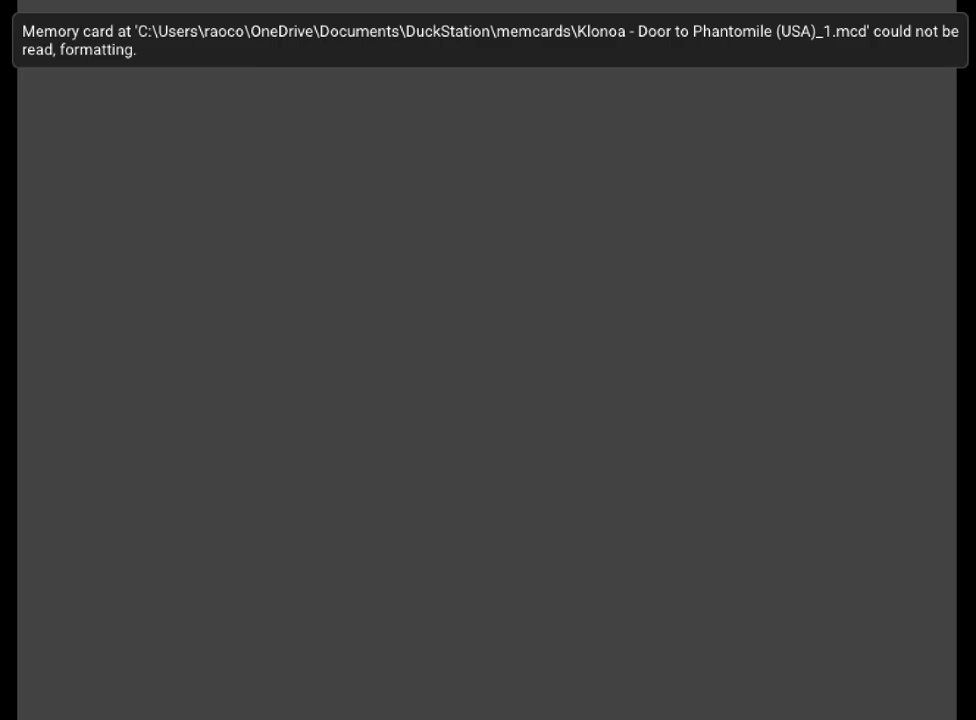 Memory card at 'C:\Users\raoco\OneDrive\Documents\DuckStation\memcards\Klonoa - Door to Phantomile (USA)_1.mcd' could not be
read, formatting.